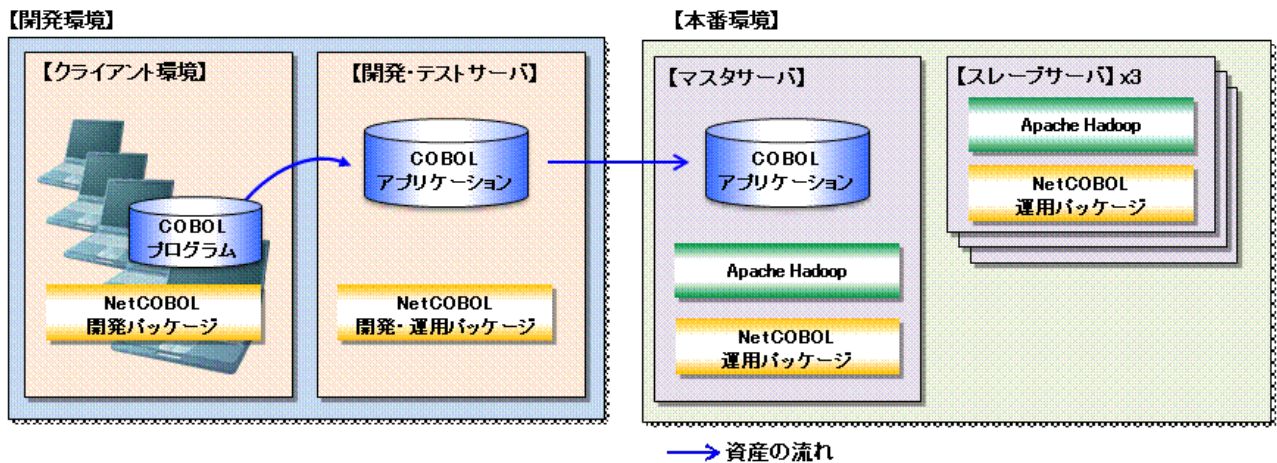 【開発環境】
【クライアント環境】
COBOL
プログラム
NetCOBOL
開発パッケージ
【開発・テストサーバ】
COBOL
アプリケーション
NetCOBOL
開発・運用パッケージ
【本番環境】
【マスタサーバ】
COBOL
アプリケーション
Apache Hadoop
NetCOBOL
運用パッケージ
【スレーブサーバ】x3
Apache Hadoop
NetCOBOL
運用パッケージ
資産の流れ